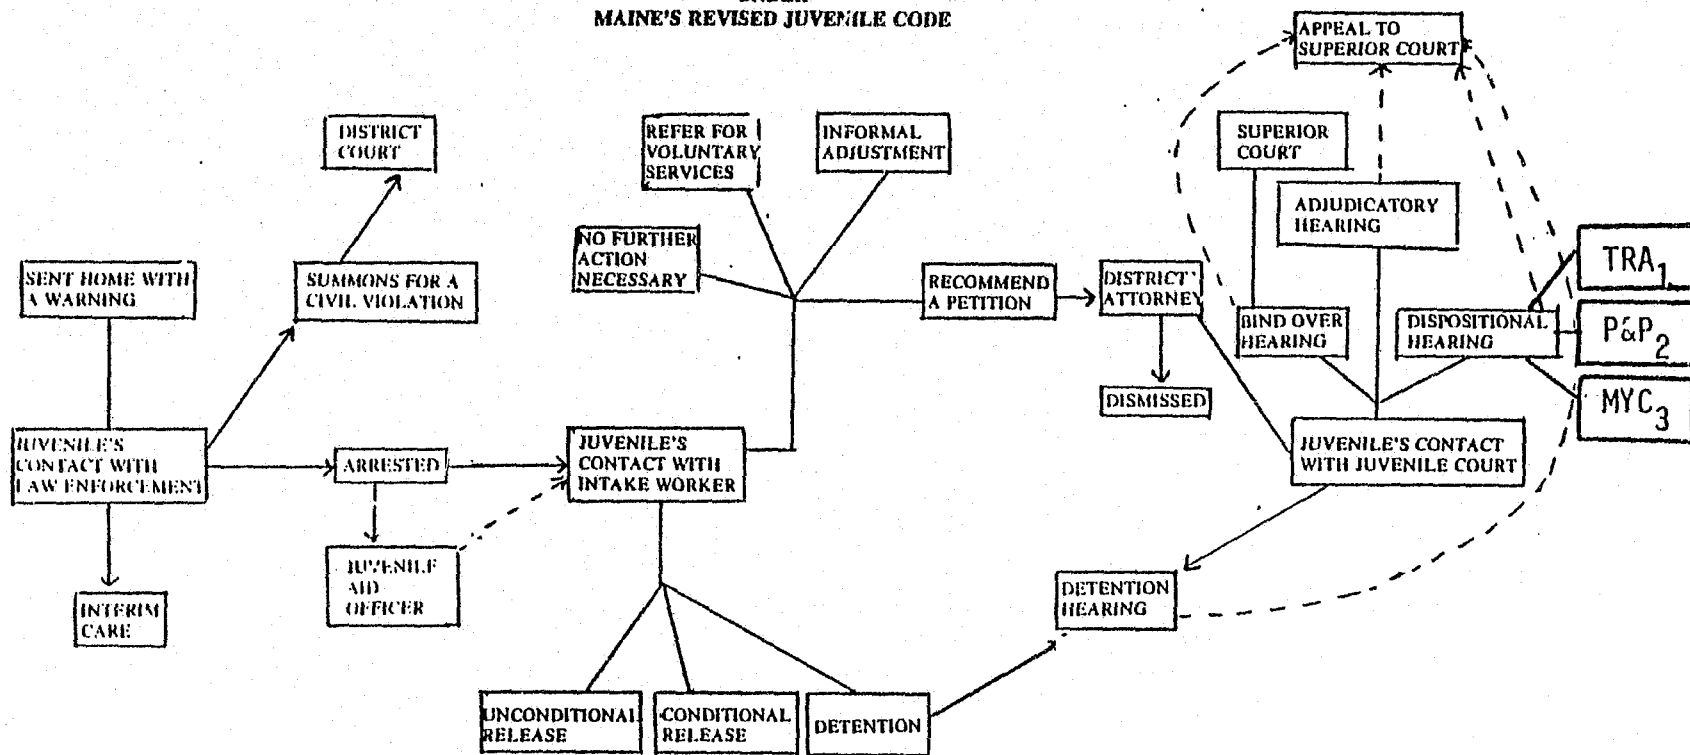 MAINE'S REVISED JUVENILE CODE
APPEAL TO
SUPERIOR COURT
DISTRICT
COURT
REFER FOR
VOLUNTARY
SERVICES
INFORMAL
ADJUSTMENT
SUPERIOR
COURT
ADJUDICATORY
HEARING
NO FURTHER
ACTION
NECESSARY
SENT HOME WITH
A WARNING
SUMMONS FOR A
CIVIL VIOLATION
RECOMMEND
A PETITION
DISTRICT
ATTORNEY
BIND OVER
HEARING
DISPOSITIONAL
HEARING
TRA1.
P&P2
MYC3
DISMISSED
JUVENILE'S
CONTACT WITH
LAW ENFORCEMENT
ARRESTED
JUVENILE'S
CONTACT WITH
INTAKE WORKER
JUVENILE'S CONTACT
WITH JUVENILE COURT
INTERIM
CARE
JUVENILE
AID
OFFICER
DETENTION
HEARING
UNCONDITIONAL
RELEASE
CONDITIONAL
RELEASE
DETENTION